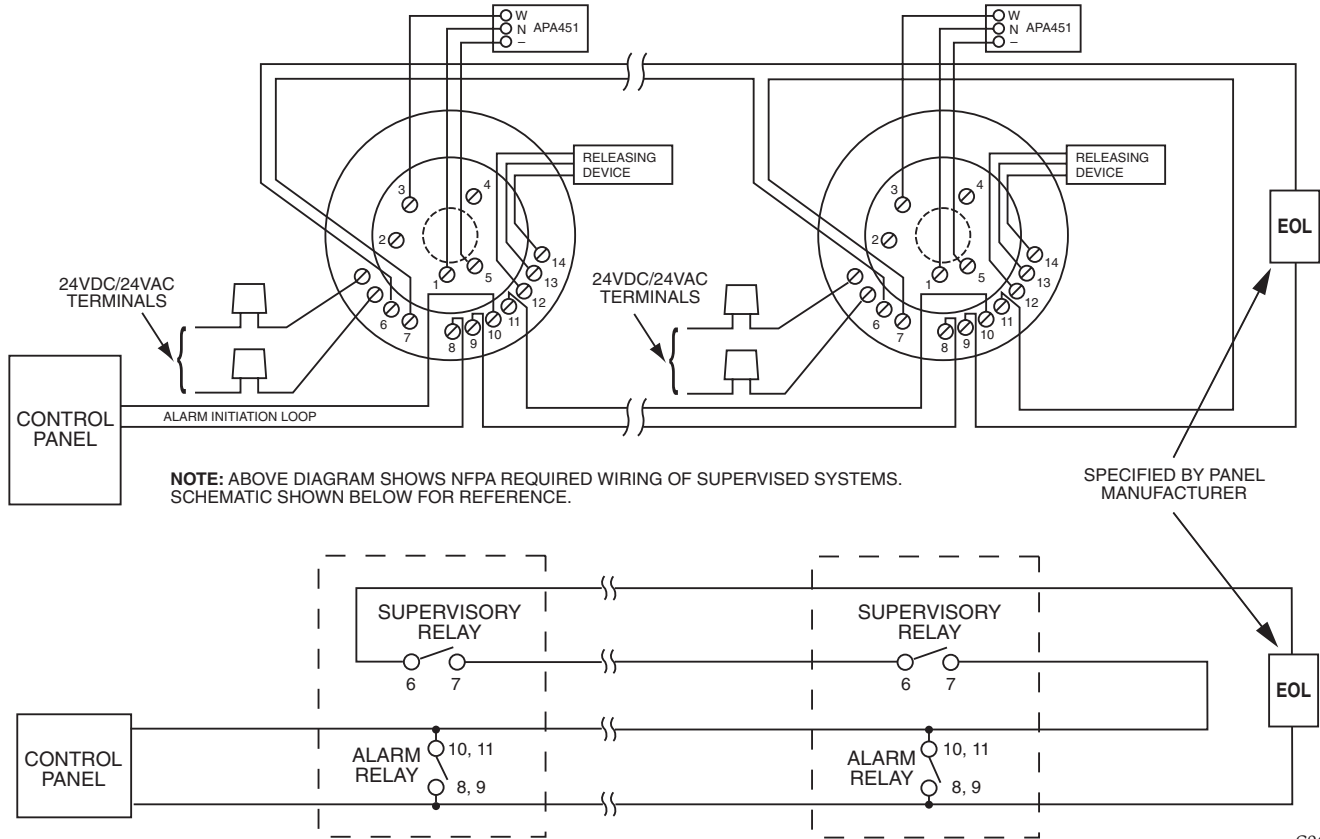 W
N APA451
–
W
N APA451
–
RELEASING
DEVICE
RELEASING
DEVICE
3
4
2
1
5
14
13
12
11
10
9
8
7
6
3
4
2
1
5
14
13
12
11
10
9
8
7
6
EOL
24VDC/24VAC
TERMINALS
24VDC/24VAC
TERMINALS
CONTROL
PANEL
ALARM INITIATION LOOP
NOTE: ABOVE DIAGRAM SHOWS NFPA REQUIRED WIRING OF SUPERVISED SYSTEMS.
SCHEMATIC SHOWN BELOW FOR REFERENCE.
SPECIFIED BY PANEL
MANUFACTURER
SUPERVISORY
RELAY
6 7
SUPERVISORY
RELAY
6 7
EOL
CONTROL
PANEL
ALARM
RELAY
10, 11
8, 9
ALARM
RELAY
10, 11
8, 9